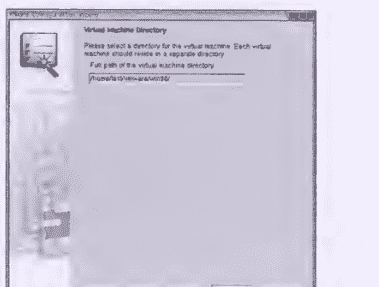 Virtual Machine Directory
Please select a directory for the virtual machine. Each virtual
machine should reside in a separate directory
Full path of the virtual machine directory